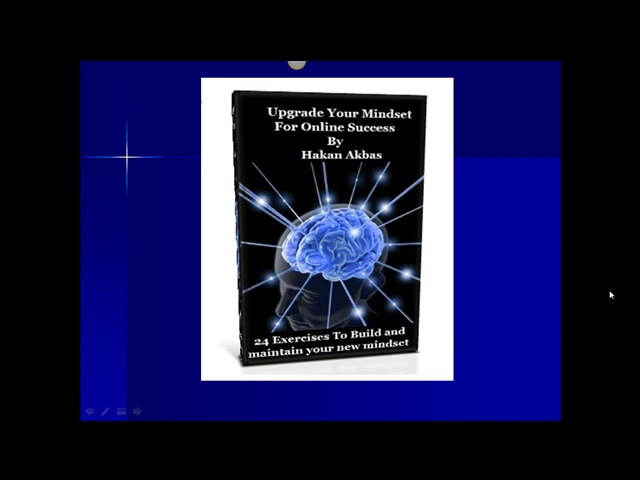 Upgrade Your Mindset
For Online Success
By
Hakan Akbas
24 Exercises To Build and
maintain your new mindset